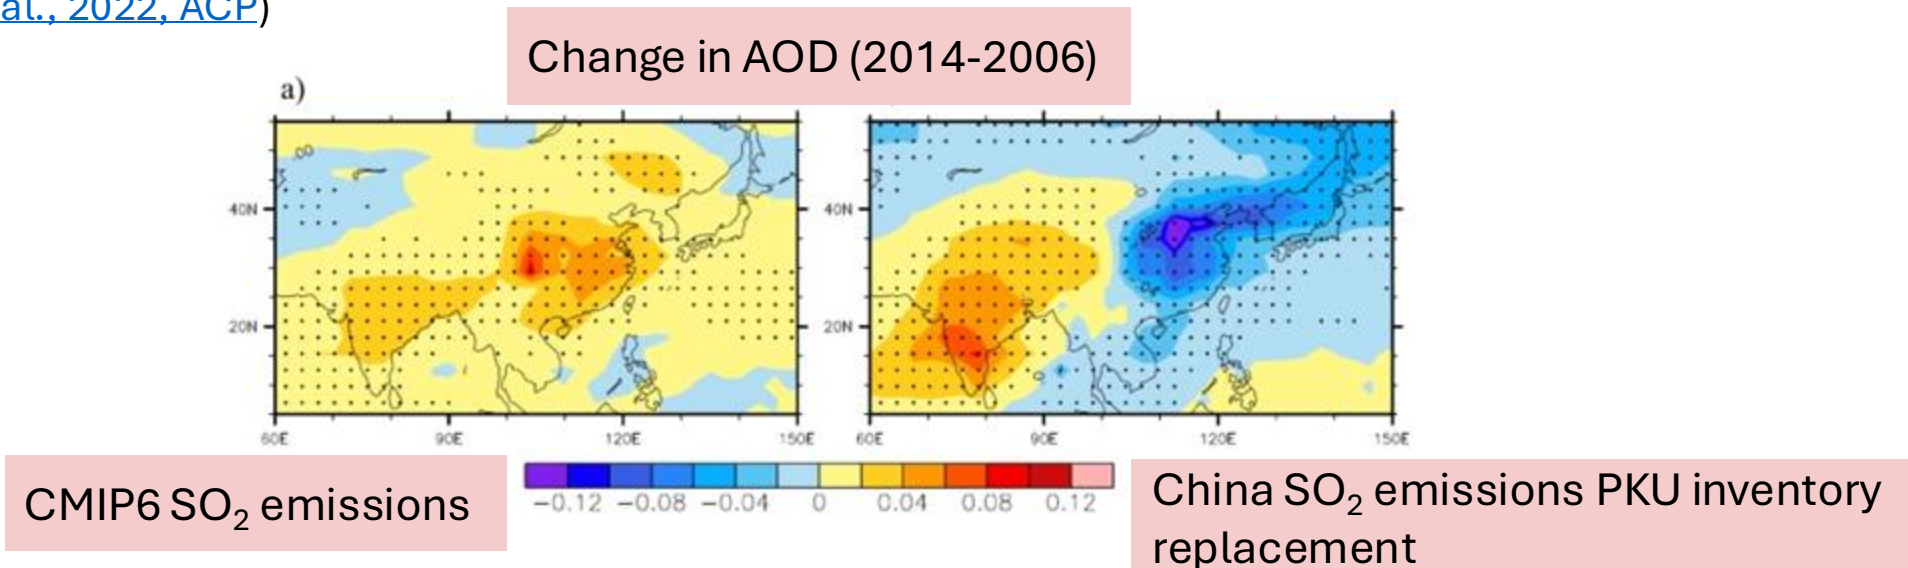 al., 2022, ACP)
Change in AOD (2014-2006)
a)
40N
20N
60E 90E 120E 150E
40N
20N
60E 90E 120E 150E
−0.12 −0.08 −0.04 0 0.04 0.08 0.12
CMIP6 SO₂ emissions
China SO₂ emissions PKU inventory
replacement